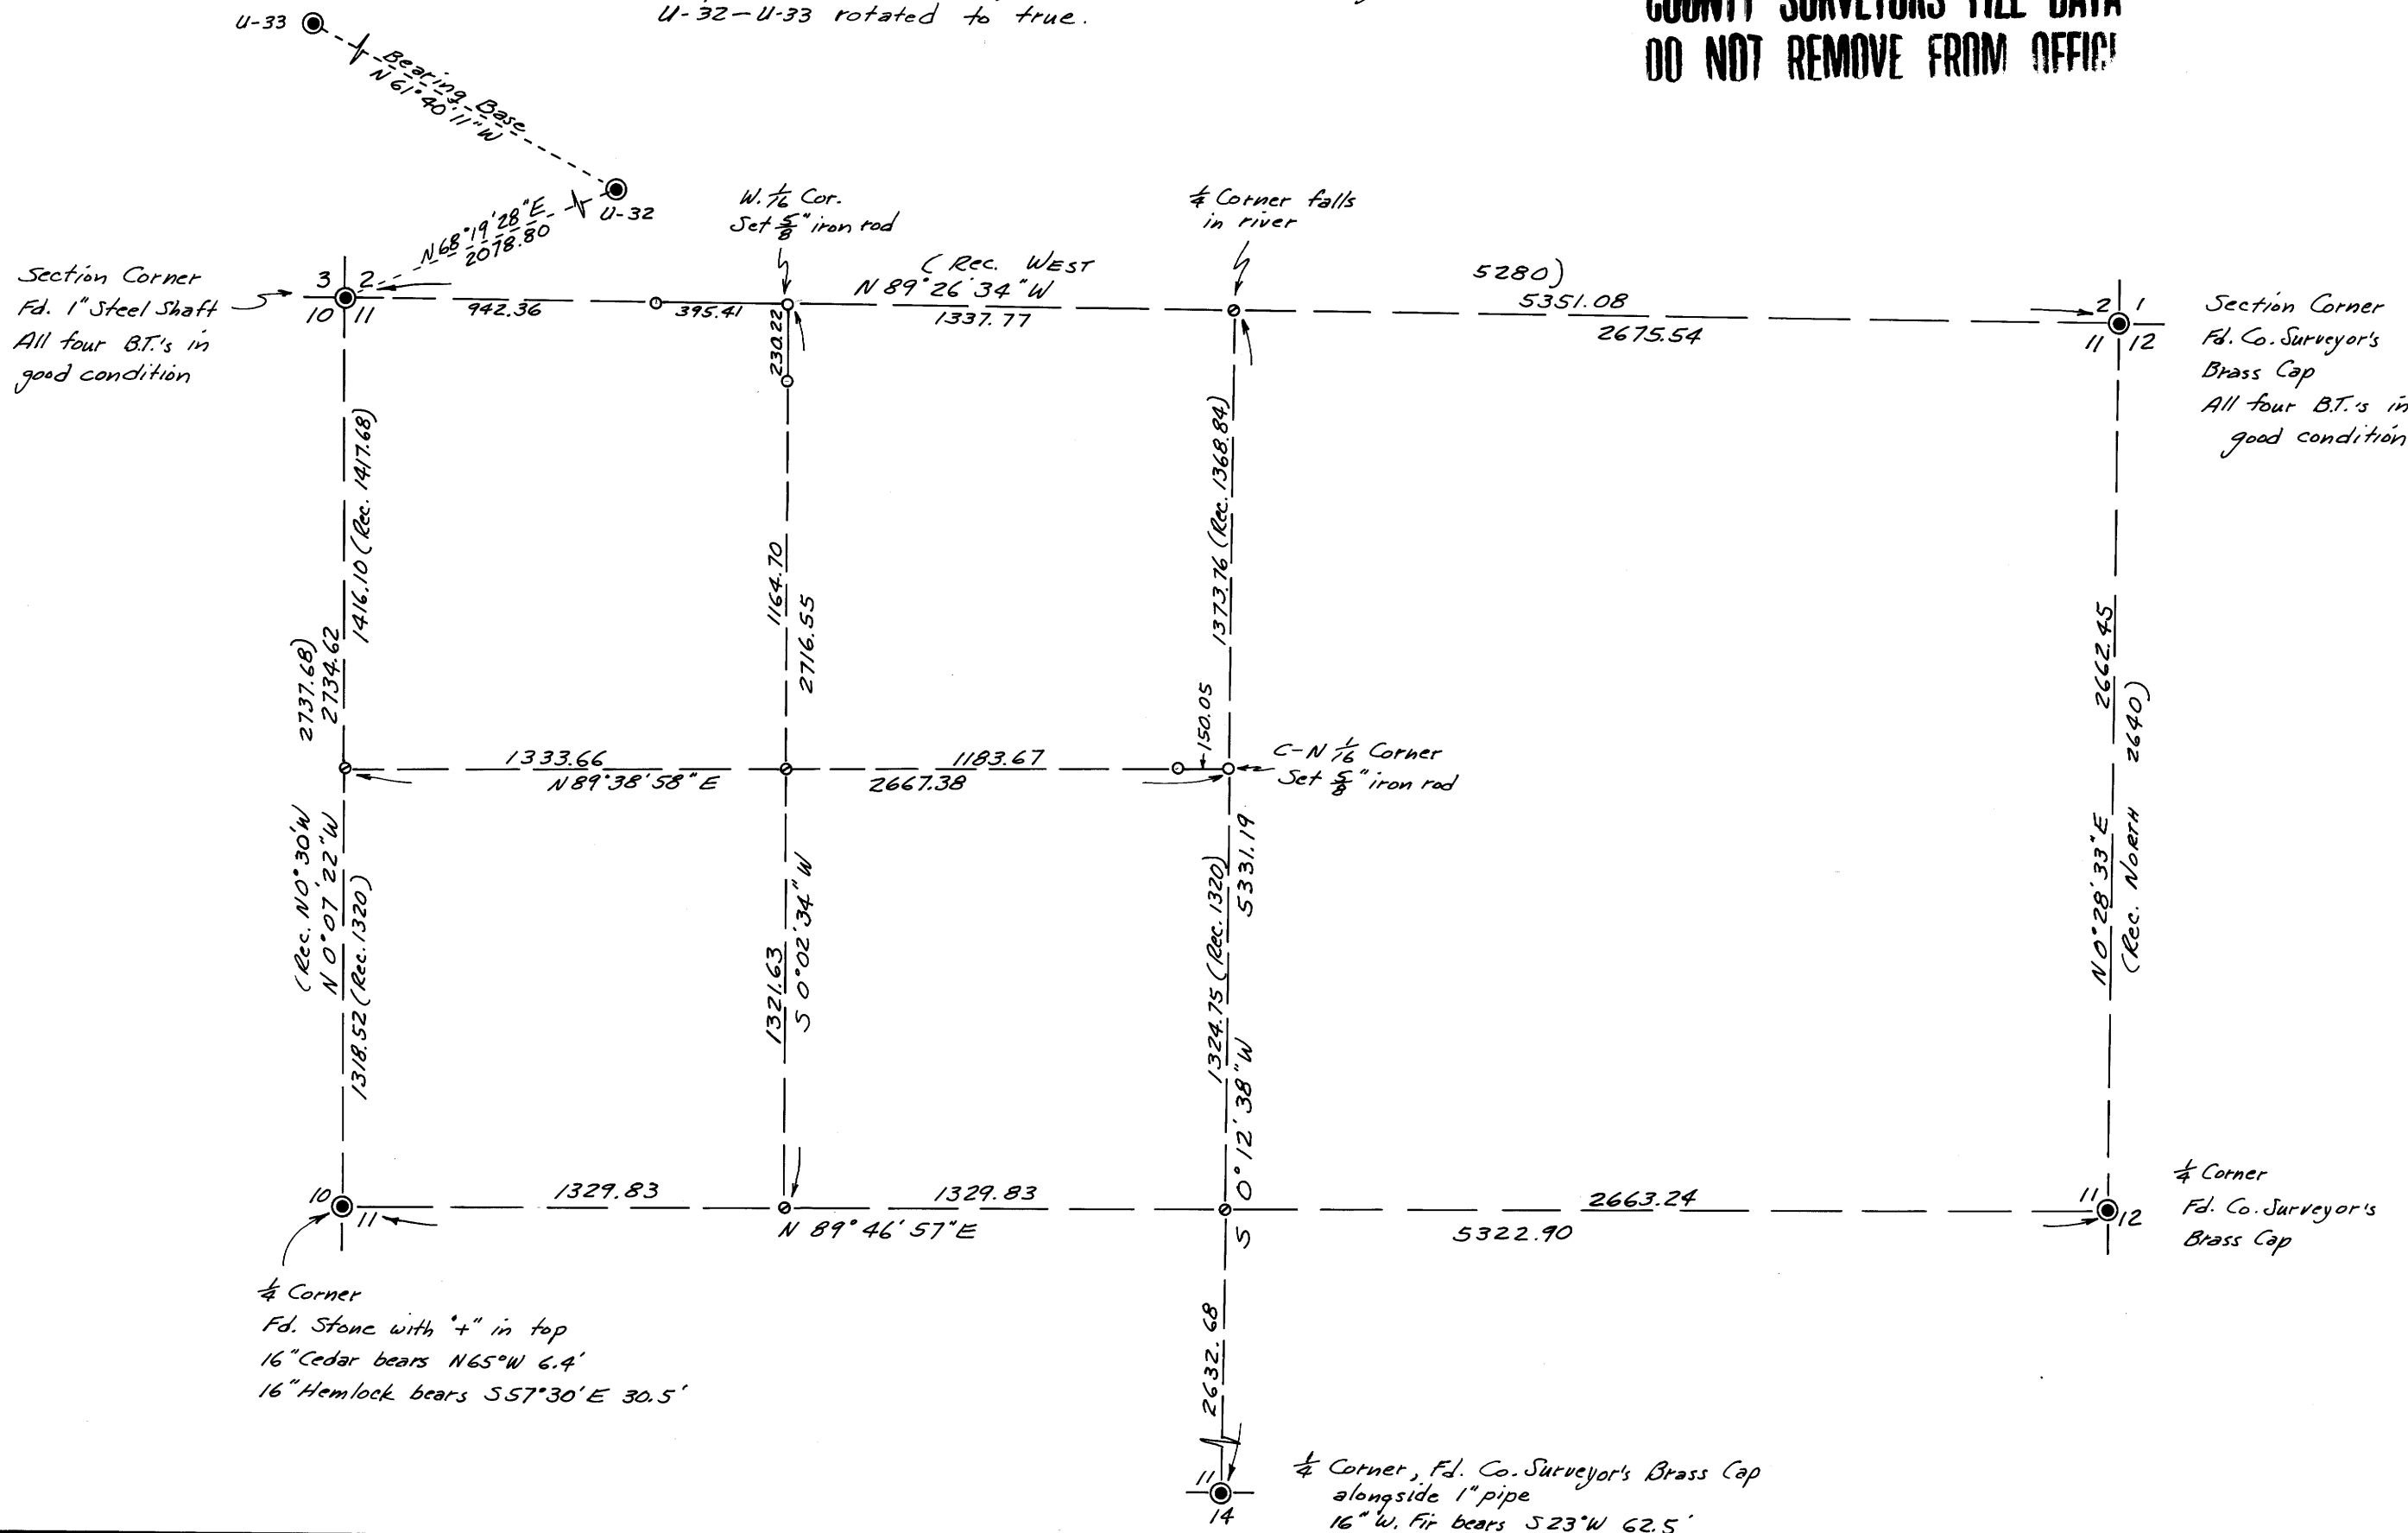 U-32-U-33 rotated to true.
COUNTY SURVEYORS FILE DATA
DO NOT REMOVE FROM OFFICE
U-33
Bearing Base
N61°40'11"W
U-32
N68°19'28"E
2078.80
W. 1/16 Cor.
Set 5/8" iron rod
1/4 Corner falls
in river
Section Corner
Fd. 1" Steel Shaft
All four B.T.'s in
good condition
3 2
10 11
942.36
395.41
(Rec. WEST 5280)
N 89°26'34"W 5351.08
1337.77
2675.54
2 1
11 12
Section Corner
Fd. Co. Surveyor's
Brass Cap
All four B.T.'s in
good condition
230.22
1416.10 (Rec. 1417.68)
1164.70
2716.55
1373.76 (Rec. 1368.84)
(Rec. N0°30'W 2737.68)
N 0°07'22"W 2734.62
N0°28'33"E 2662.45
(Rec. NORTH 2640)
1333.66
N89°38'58"E
1183.67
2667.38
150.05
C-N 1/16 Corner
Set 5/8" iron rod
1318.52 (Rec. 1320)
1321.63
S 0°02'34"W
1324.75 (Rec. 1320)
S 0°12'38"W 5331.19
10
11
1329.83
1329.83
N 89°46'57"E
2663.24
5322.90
11
12
1/4 Corner
Fd. Co. Surveyor's
Brass Cap
1/4 Corner
Fd. Stone with "+" in top
16" Cedar bears N65°W 6.4'
16" Hemlock bears S57°30'E 30.5'
2632.68
11
14
1/4 Corner, Fd. Co. Surveyor's Brass Cap
alongside 1" pipe
16" W. Fir bears S23°W 62.5'